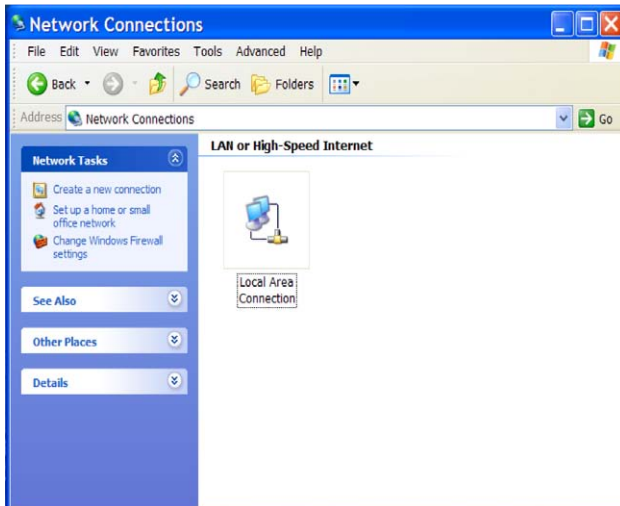 Network Connections
File Edit View Favorites Tools Advanced Help
Back Search Folders
Address Network Connections Go
LAN or High-Speed Internet
Network Tasks
Create a new connection
Set up a home or small
office network
Change Windows Firewall
settings
Local Area
Connection
See Also
Other Places
Details